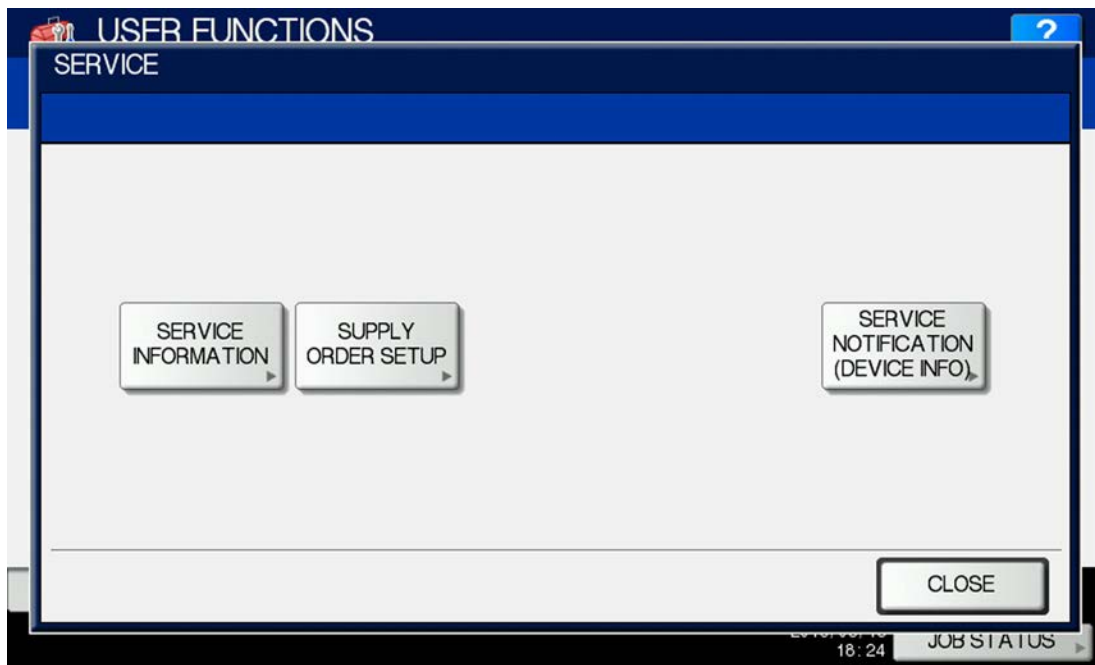 USER FUNCTIONS
?
SERVICE
SERVICE
INFORMATION
SUPPLY
ORDER SETUP
SERVICE
NOTIFICATION
(DEVICE INFO)
CLOSE
18:24
JOB STATUS